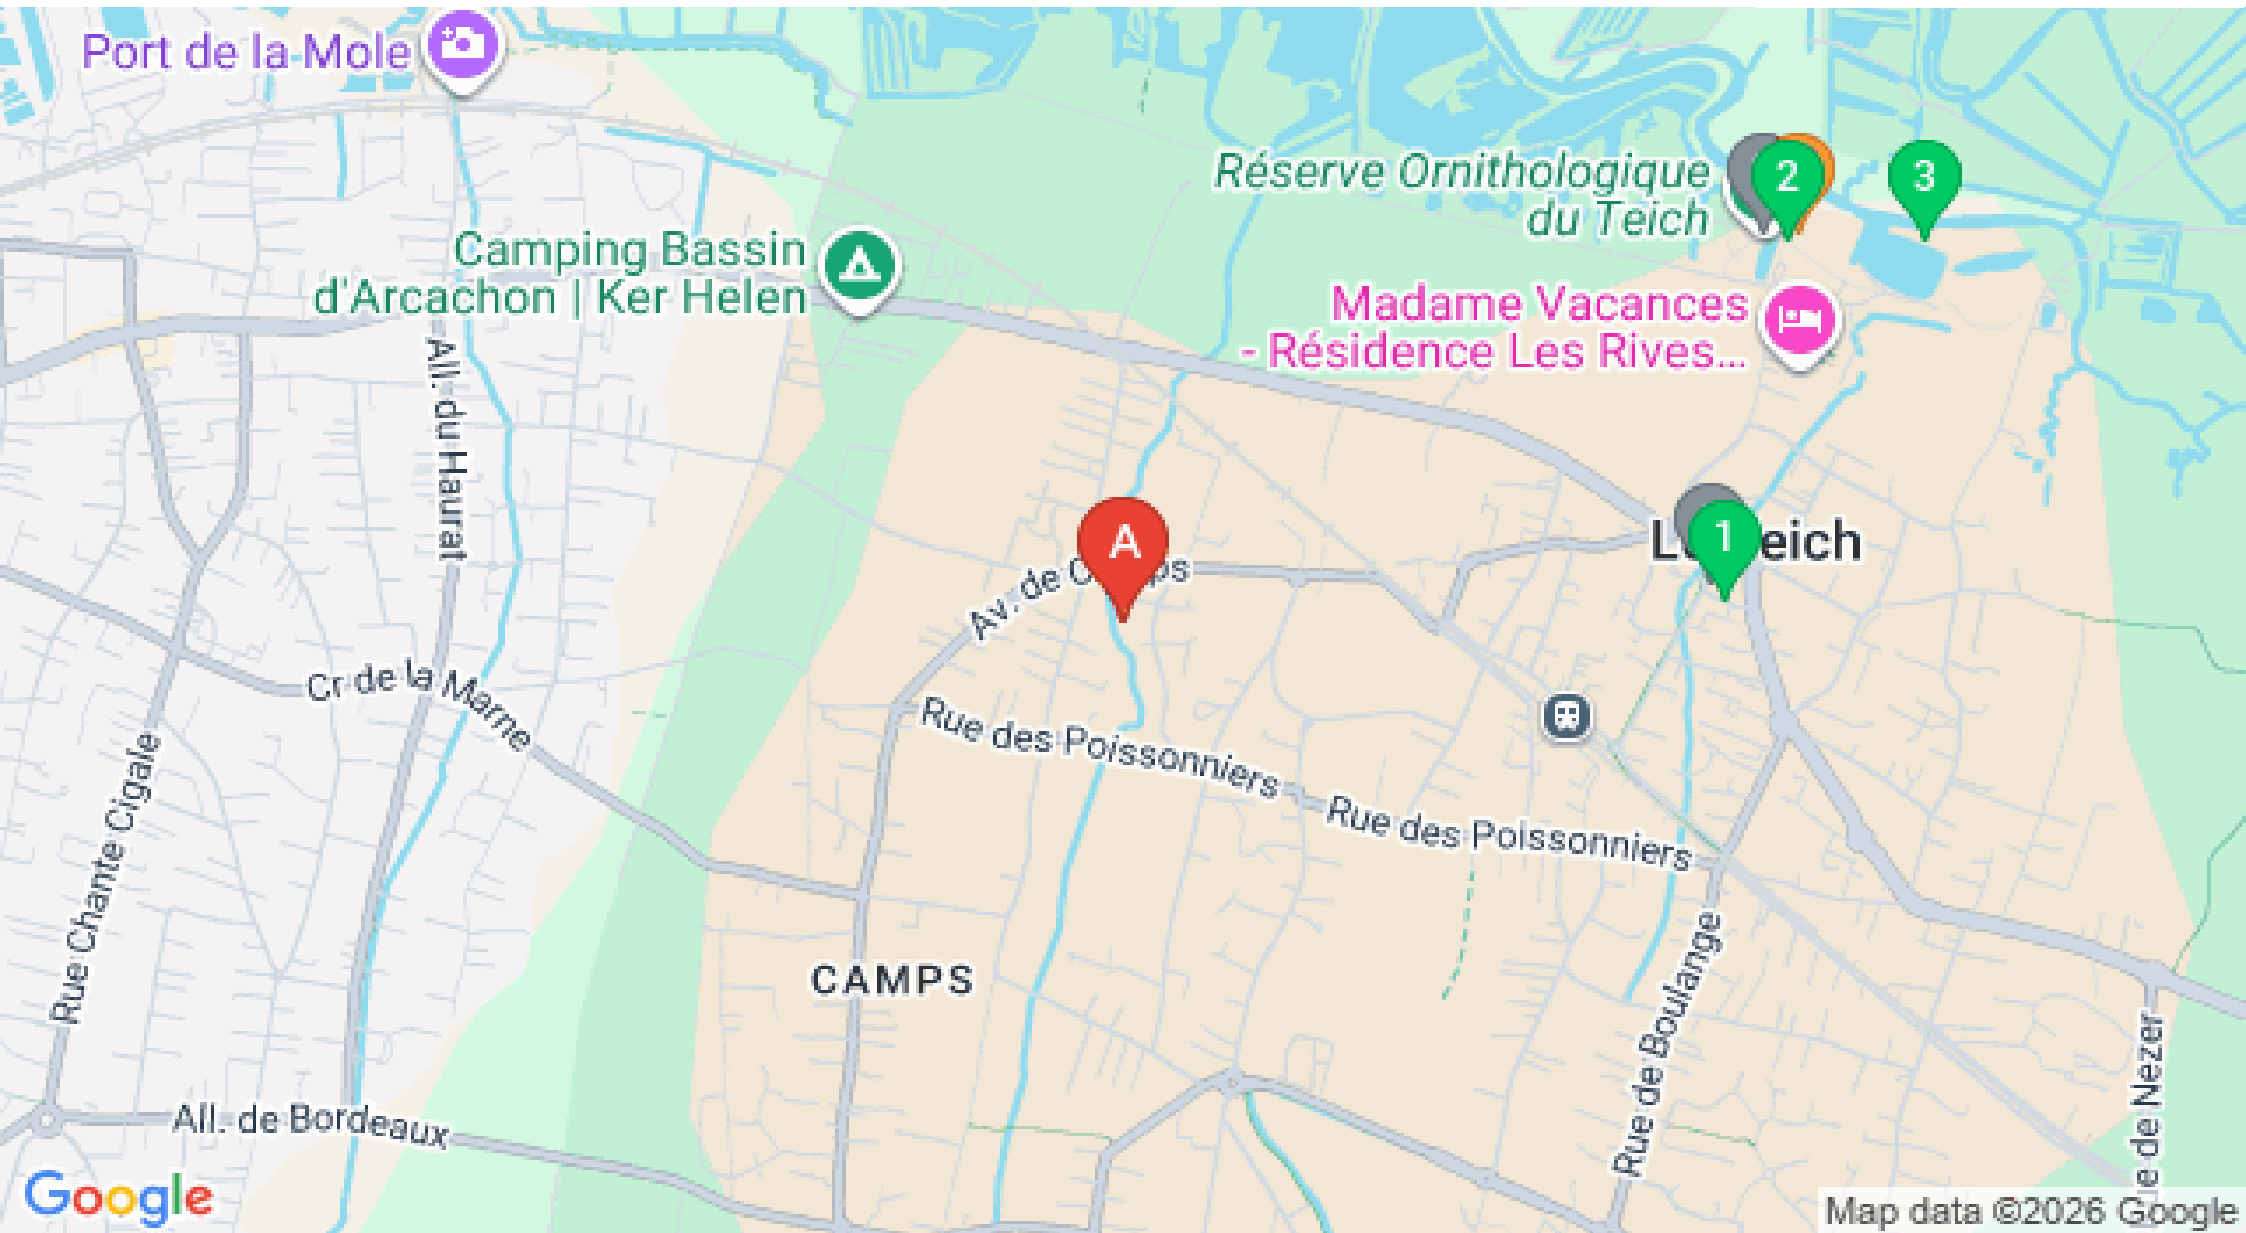 Port de la Mole
Réserve Ornithologique
du Teich
2
3
Camping Bassin
d'Arcachon | Ker Helen
Madame Vacances
- Résidence Les Rives...
All. du Haurat
A
1
Av. de
Cr de la Marne
Rue des Poissonniers
Rue des Poissonniers
Rue Chante Cigale
CAMPS
Rue de Boulange
All. de Bordeaux
de Nezer
Google
Map data ©2026 Google